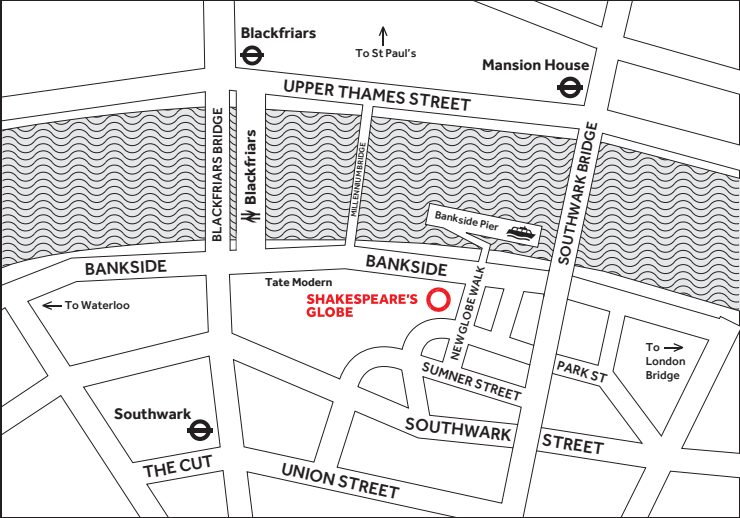 Blackfriars
To St Paul's
Mansion House
UPPER THAMES STREET
BLACKFRIARS BRIDGE
Blackfriars
MILLENNIUM BRIDGE
SOUTHWARK BRIDGE
Bankside Pier
BANKSIDE
BANKSIDE
Tate Modern
SHAKESPEARE'S
GLOBE
NEW GLOBE WALK
To Waterloo
To
London
Bridge
PARK ST
SUMNER STREET
Southwark
SOUTHWARK STREET
THE CUT
UNION STREET